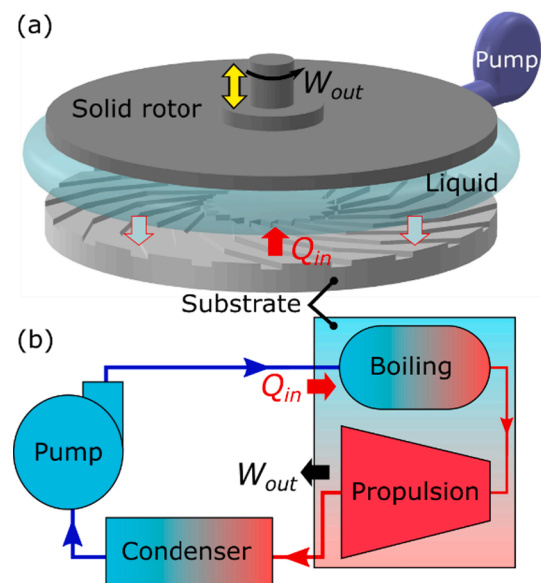 (a)
Pump
W_out
Solid rotor
Liquid
Q_in
Substrate
(b)
Boiling
Q_in
Pump
W_out
Propulsion
Condenser